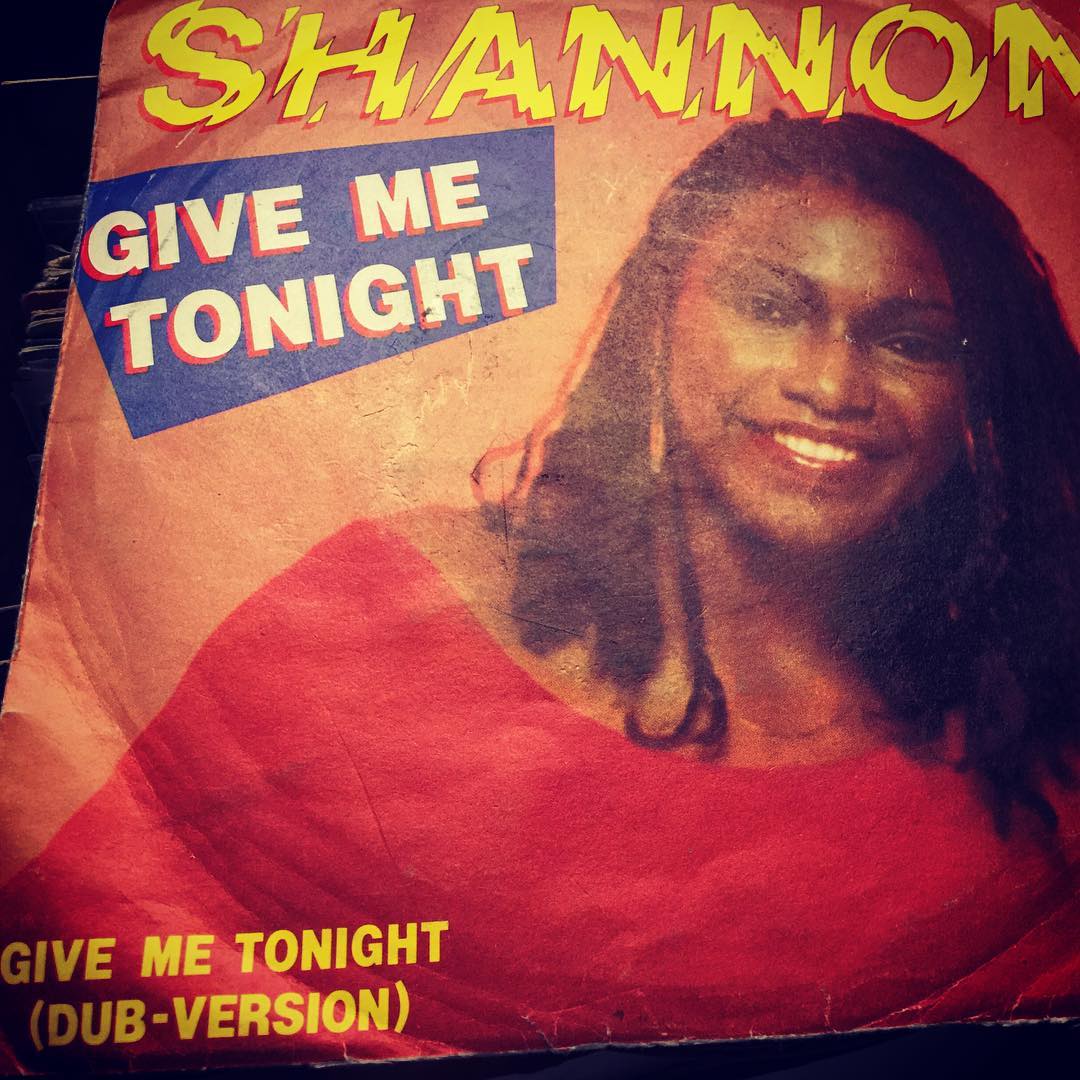 SHANNON
GIVE ME
TONIGHT
GIVE ME TONIGHT
(DUB-VERSION)